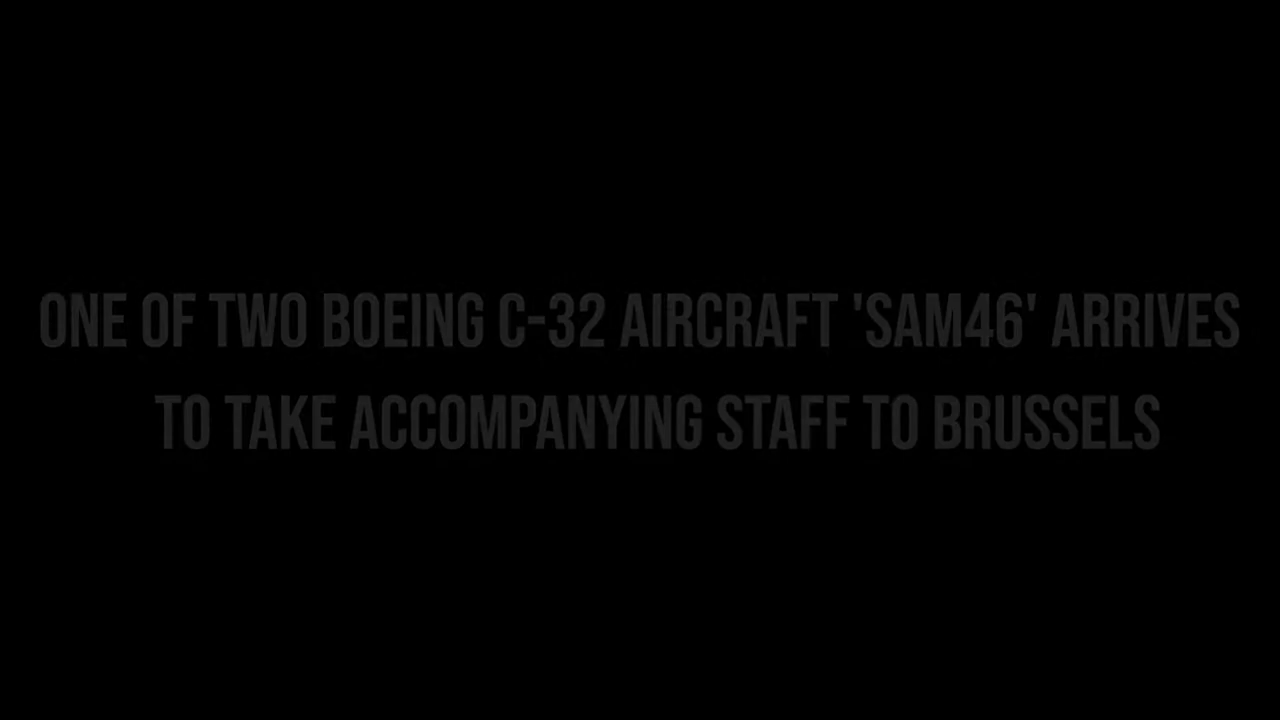 ONE OF TWO BOEING C-32 AIRCRAFT 'SAM46' ARRIVES
TO TAKE ACCOMPANYING STAFF TO BRUSSELS